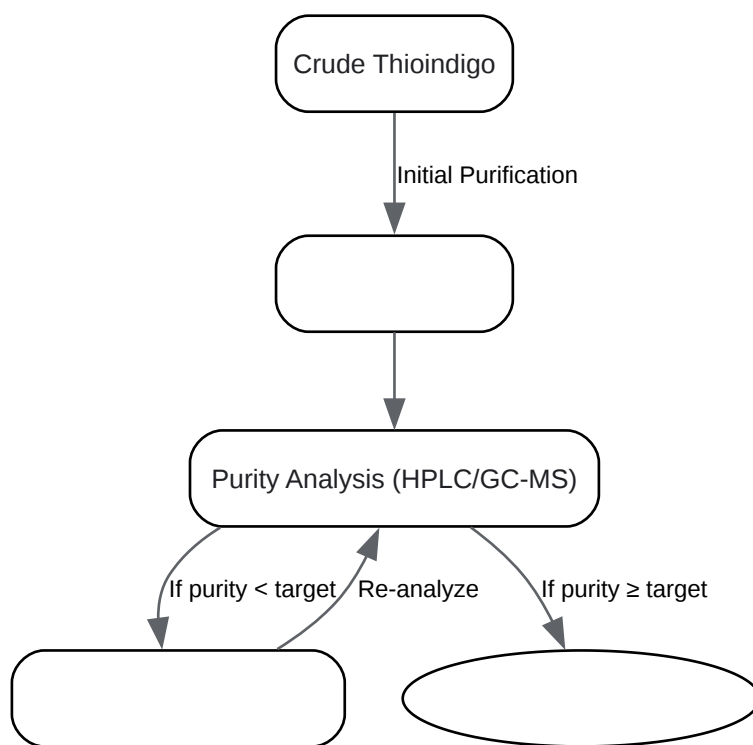 Crude Thioindigo
Initial Purification
Purity Analysis (HPLC/GC-MS)
If purity < target
Re-analyze
If purity ≥ target